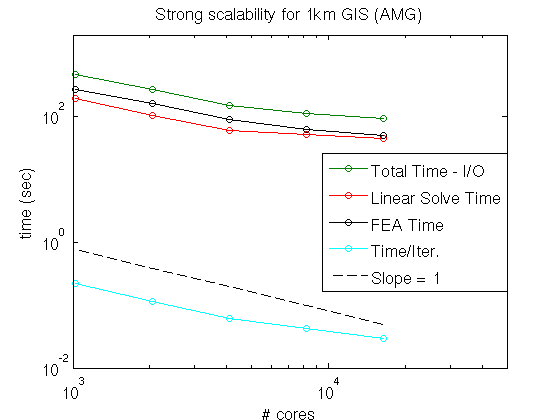 Strong scalability for 1km GIS (AMG)
time (sec)
10^2
10^0
10^-2
10^3
10^4
# cores
Total Time - I/O
Linear Solve Time
FEA Time
Time/Iter.
Slope = 1